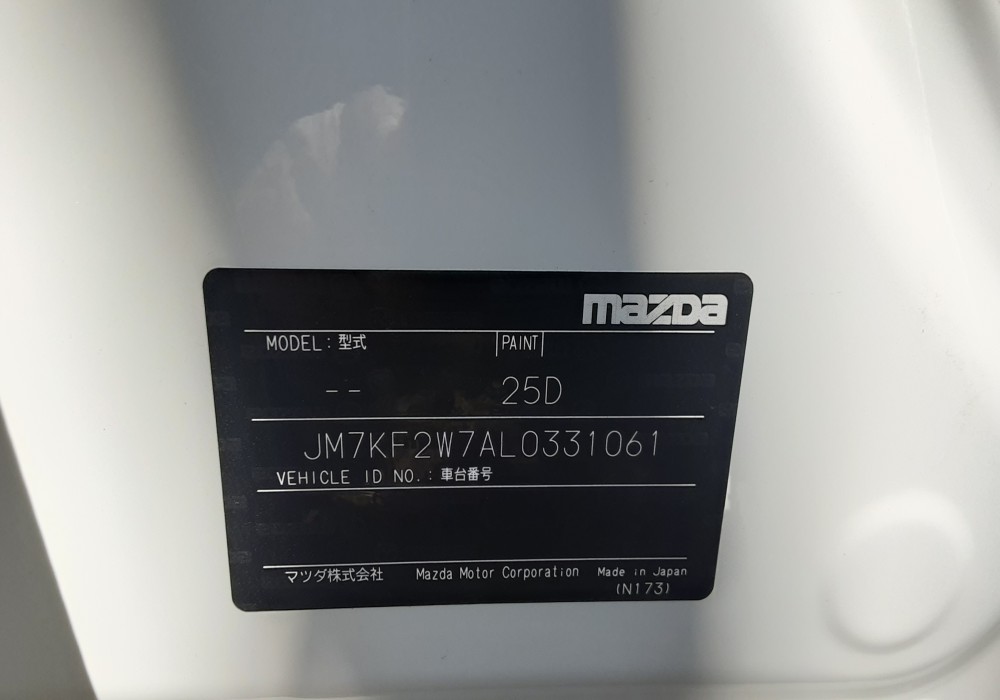 mazda
MODEL : 型式 PAINT
-- 25D
JM7KF2W7AL0331061
VEHICLE ID NO. : 車台番号
マツダ株式会社 Mazda Motor Corporation Made in Japan
(N173)